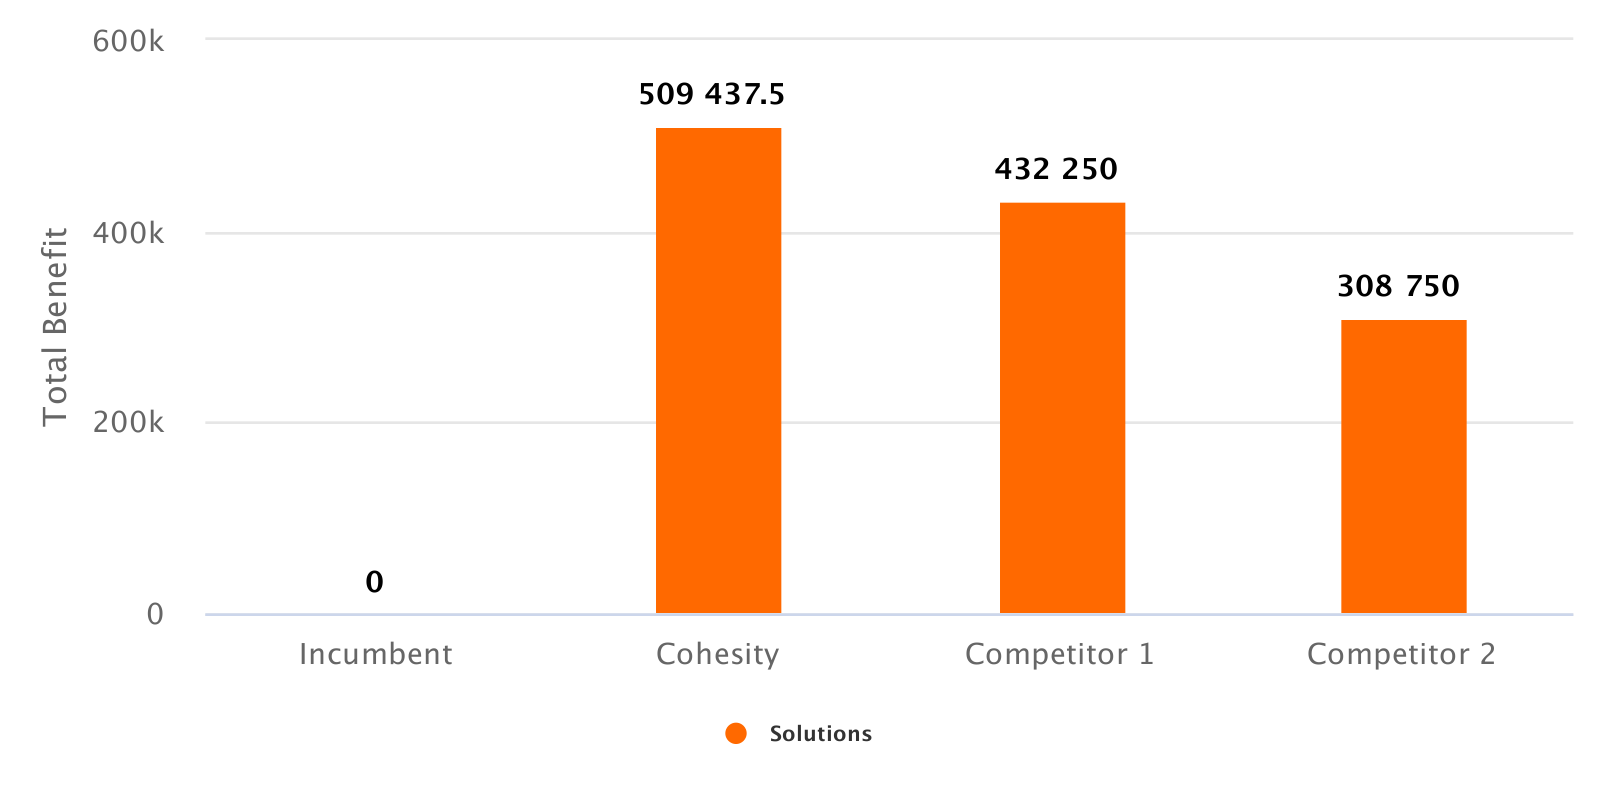 600k
509 437.5
432 250
400k
308 750
Total Benefit
200k
0
0
Incumbent
Cohesity
Competitor 1
Competitor 2
Solutions